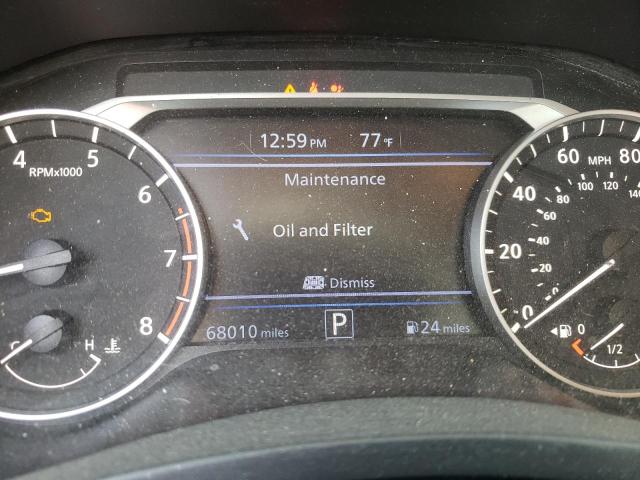 12:59 PM 77°F
Maintenance
Oil and Filter
Dismiss
68010 miles P 24 miles
4 5 6 7 8
RPMx1000
C H
0 20 40 60 80
MPH
0 20 40 60 80 100 120 140
0 1/2